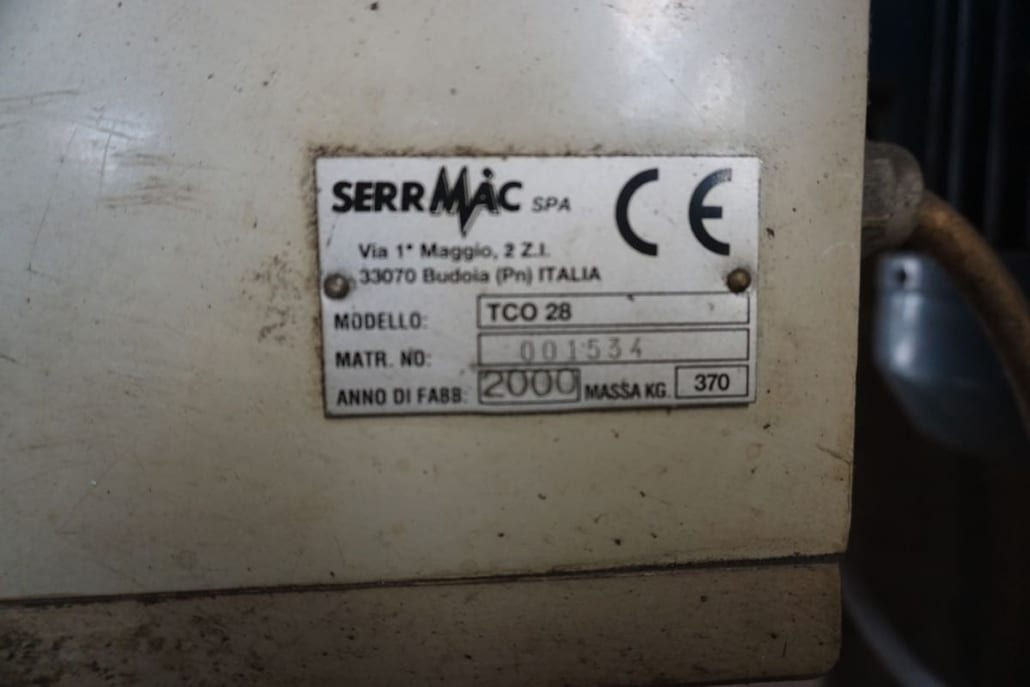 SERRMAC SPA CE
Via 1° Maggio, 2 Z.I.
33070 Budoia (Pn) ITALIA
MODELLO: TCO 28
MATR. NO: 001534
ANNO DI FABB: 2000 MASSA KG. 370